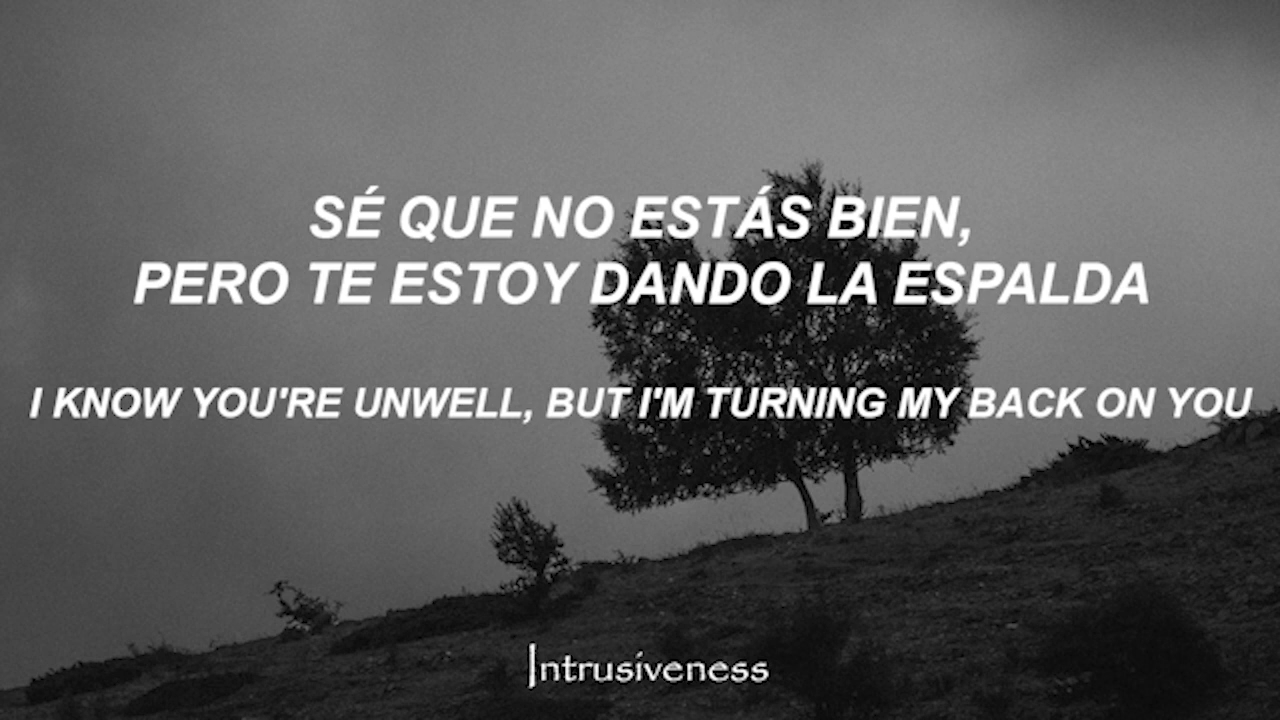 SÉ QUE NO ESTÁS BIEN,
PERO TE ESTOY DANDO LA ESPALDA
I KNOW YOU'RE UNWELL, BUT I'M TURNING MY BACK ON YOU
Intrusiveness